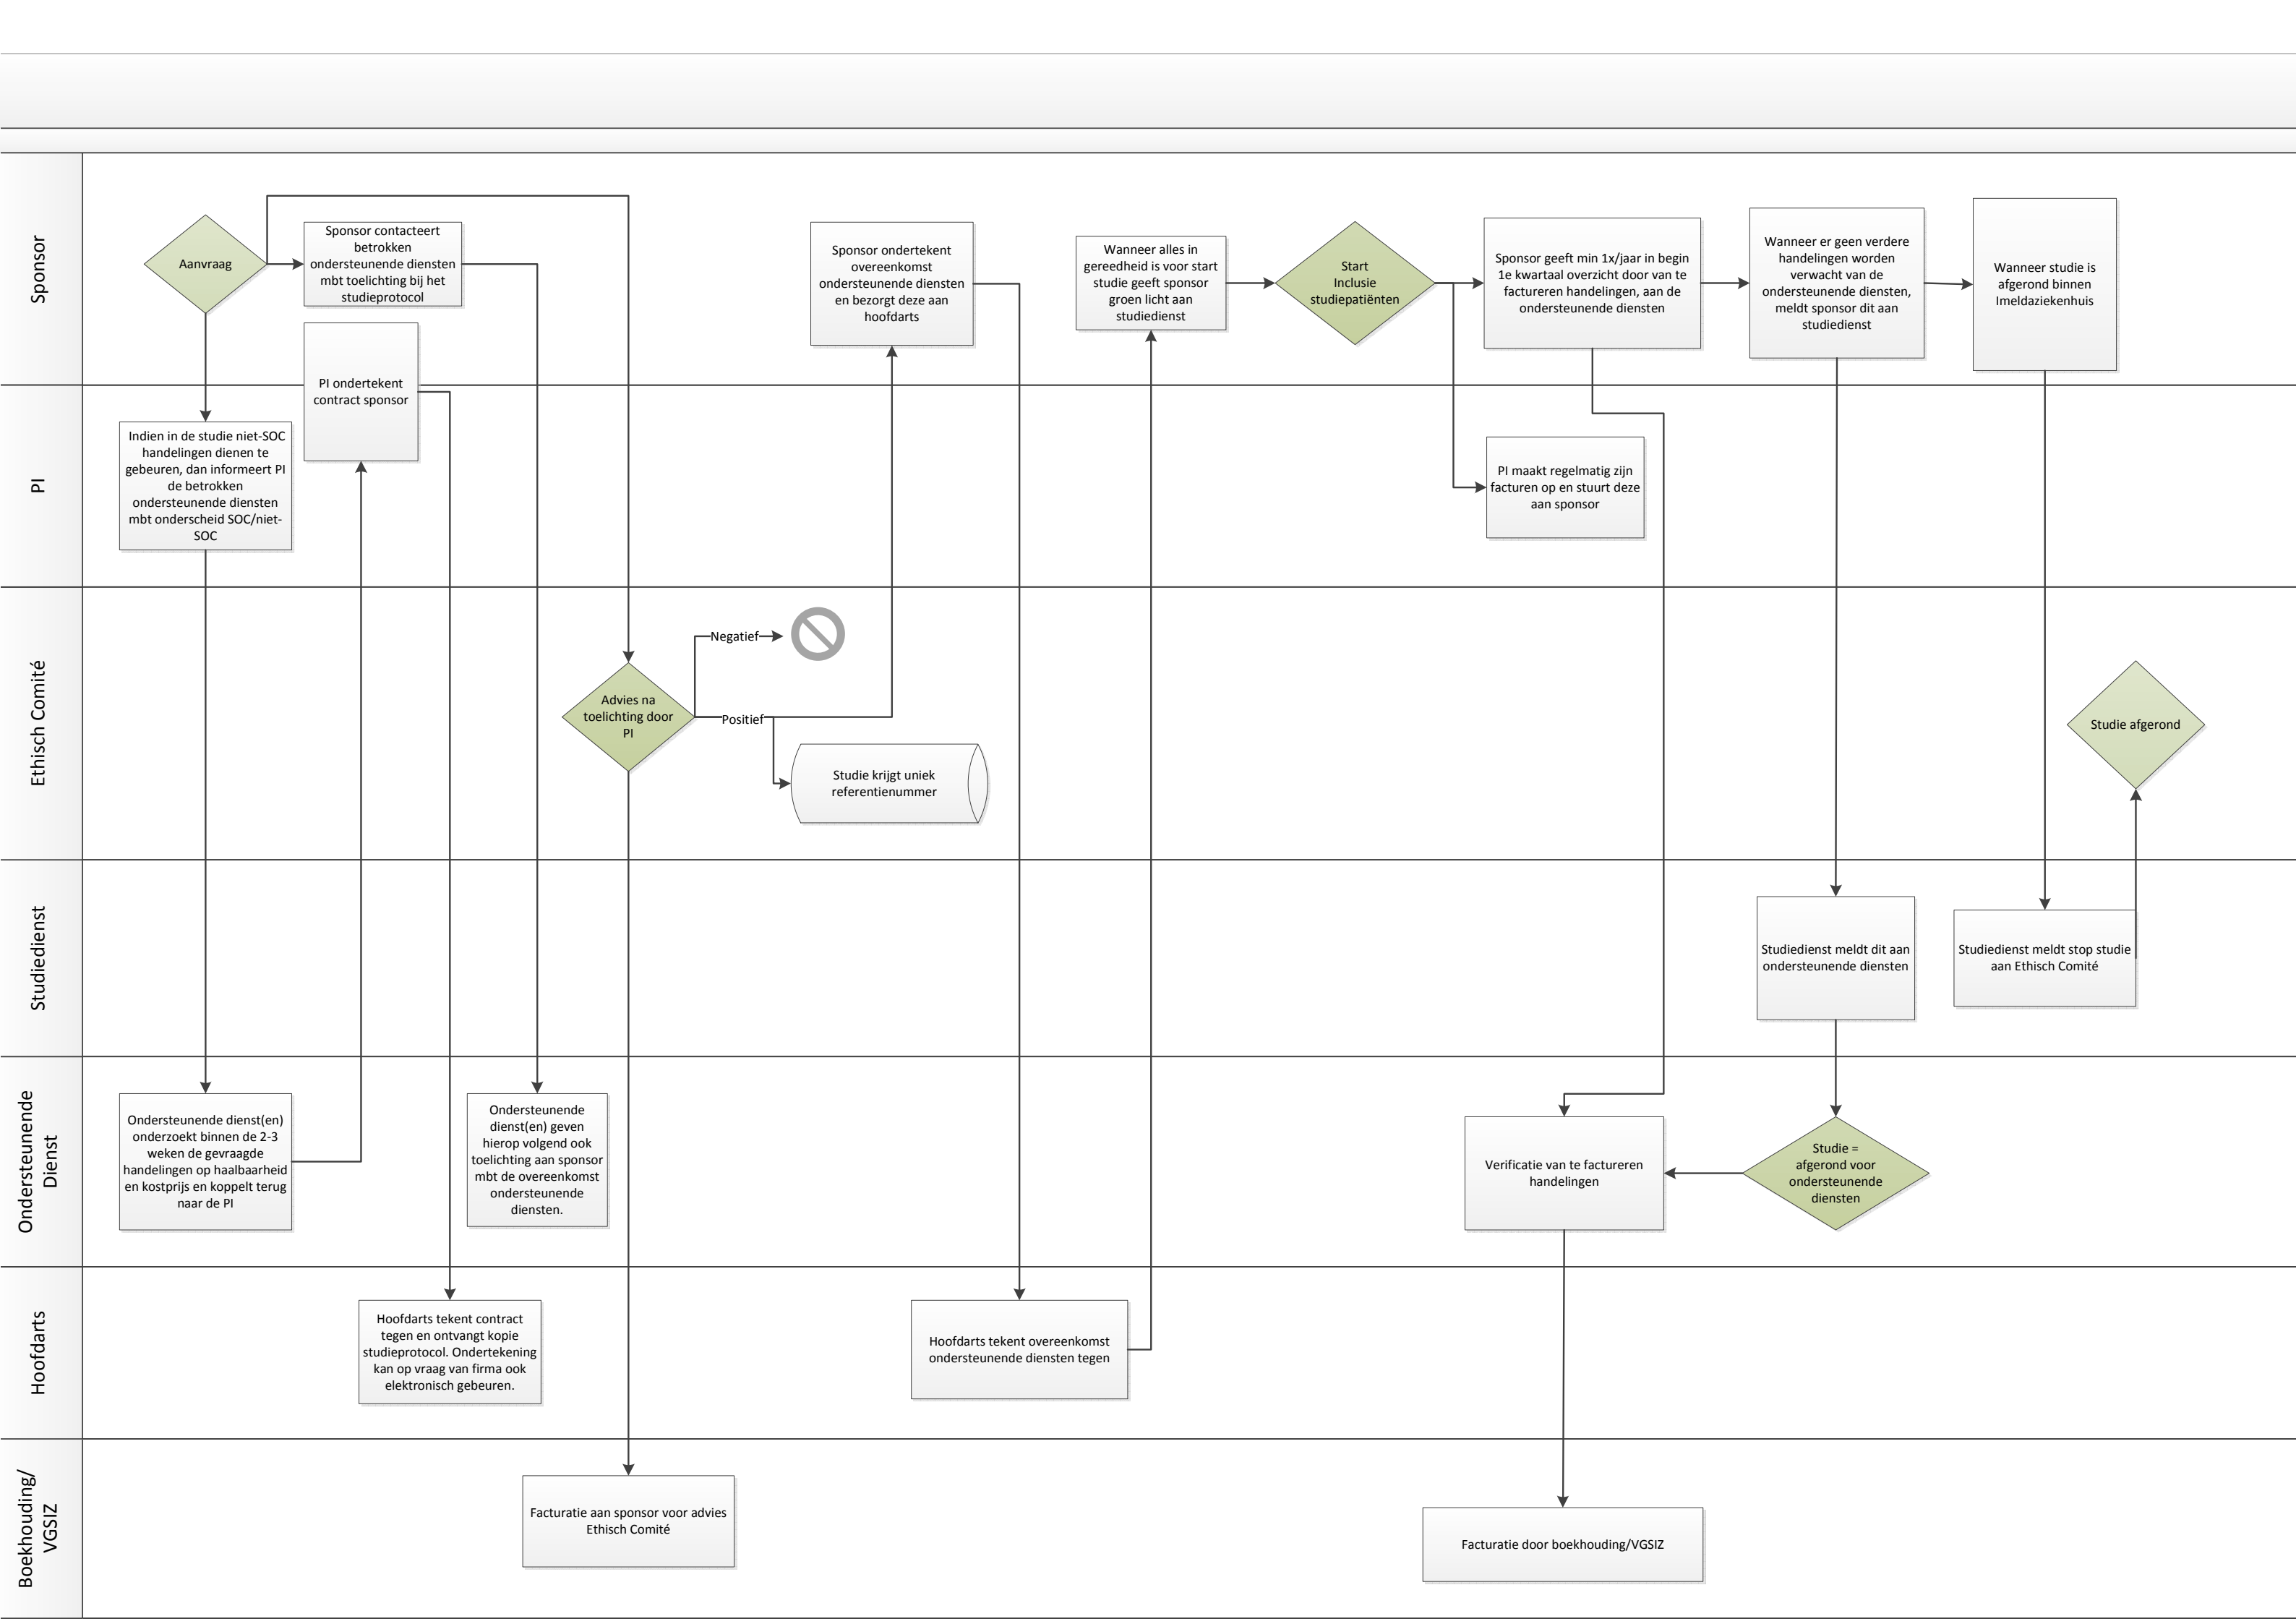 Sponsor
Aanvraag
Sponsor contacteert
betrokken
ondersteunende diensten
mbt toelichting bij het
studieprotocol
Sponsor ondertekent
overeenkomst
ondersteunende diensten
en bezorgt deze aan
hoofdarts
Wanneer alles in
gereedheid is voor start
studie geeft sponsor
groen licht aan
studiedienst
Start
Inclusie
studiepatiënten
Sponsor geeft min 1x/jaar in begin
1e kwartaal overzicht door van te
factureren handelingen, aan de
ondersteunende diensten
Wanneer er geen verdere
handelingen worden
verwacht van de
ondersteunende diensten,
meldt sponsor dit aan
studiedienst
Wanneer studie is
afgerond binnen
Imeldaziekenhuis
PI
PI ondertekent
contract sponsor
Indien in de studie niet-SOC
handelingen dienen te
gebeuren, dan informeert PI
de betrokken
ondersteunende diensten
mbt onderscheid SOC/niet-
SOC
PI maakt regelmatig zijn
facturen op en stuurt deze
aan sponsor
Ethisch Comité
Advies na
toelichting door
PI
Negatief
Positief
Studie krijgt uniek
referentienummer
Studie afgerond
Studiedienst
Studiedienst meldt dit aan
ondersteunende diensten
Studiedienst meldt stop studie
aan Ethisch Comité
Ondersteunende
Dienst
Ondersteunende dienst(en)
onderzoekt binnen de 2-3
weken de gevraagde
handelingen op haalbaarheid
en kostprijs en koppelt terug
naar de PI
Ondersteunende
dienst(en) geven
hierop volgend ook
toelichting aan sponsor
mbt de overeenkomst
ondersteunende
diensten.
Verificatie van te factureren
handelingen
Studie =
afgerond voor
ondersteunende
diensten
Hoofdarts
Hoofdarts tekent contract
tegen en ontvangt kopie
studieprotocol. Ondertekening
kan op vraag van firma ook
elektronisch gebeuren.
Hoofdarts tekent overeenkomst
ondersteunende diensten tegen
Boekhouding/
VGSIZ
Facturatie aan sponsor voor advies
Ethisch Comité
Facturatie door boekhouding/VGSIZ